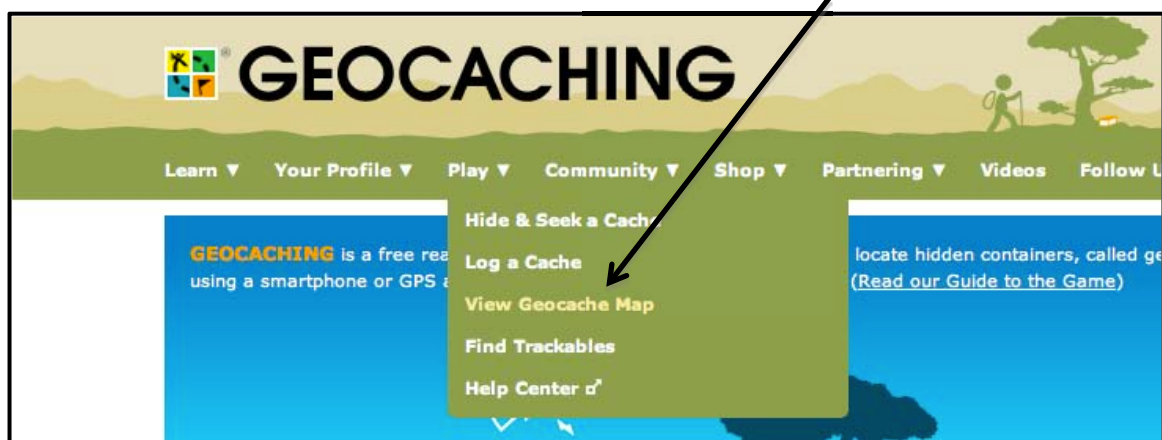 GEOCACHING
Learn ▼ Your Profile ▼ Play ▼ Community ▼ Shop ▼ Partnering ▼ Videos Follow
Hide & Seek a Cache
Log a Cache
View Geocache Map
Find Trackables
Help Center
GEOCACHING is a free locate hidden containers, called
using a smartphone or GPS (Read our Guide to the Game)